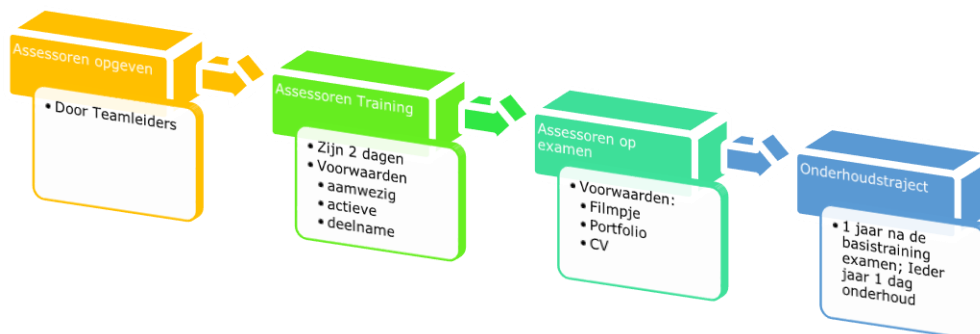 Assessoren opgeven
• Door Teamleiders
Assessoren Training
• Zijn 2 dagen
• Voorwaarden
• aamwezig
• actieve
• deelname
Assessoren op
examen
• Voorwaarden:
• Filmpje
• Portfolio
• CV
Onderhoudstraject
• 1 jaar na de
basistraining
examen; Ieder
jaar 1 dag
onderhoud